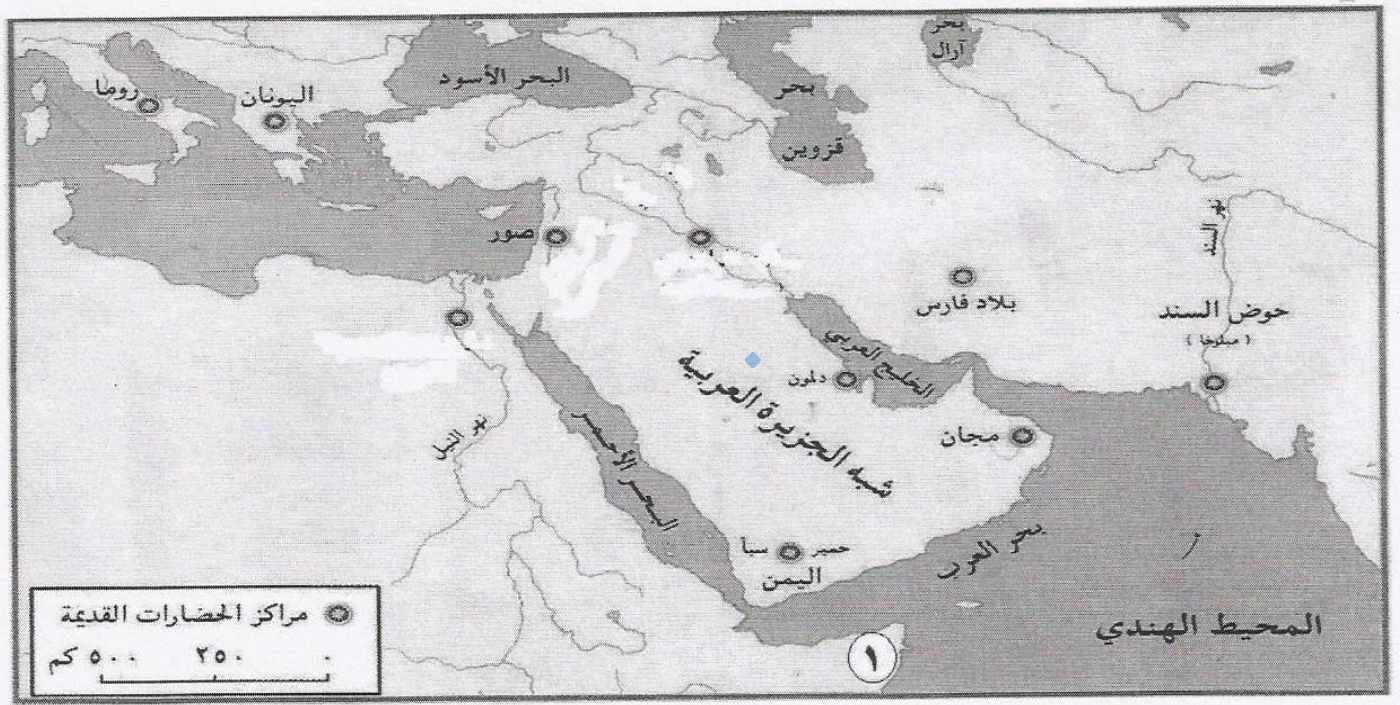 بحر
آرال
البحر الأسود
بحر
قزوين
روما
اليونان
صور
نهر السند
بلاد فارس
حوض السند
( ميلوخا )
الخليج العربي
دلمون
شبه الجزيرة العربية
مجان
نهر النيل
البحر الأحمر
سبأ
حمير
اليمن
بحر العرب
المحيط الهندي
١
مراكز الحضارات القديمة
٠ ٢٥٠ ٥٠٠ كم